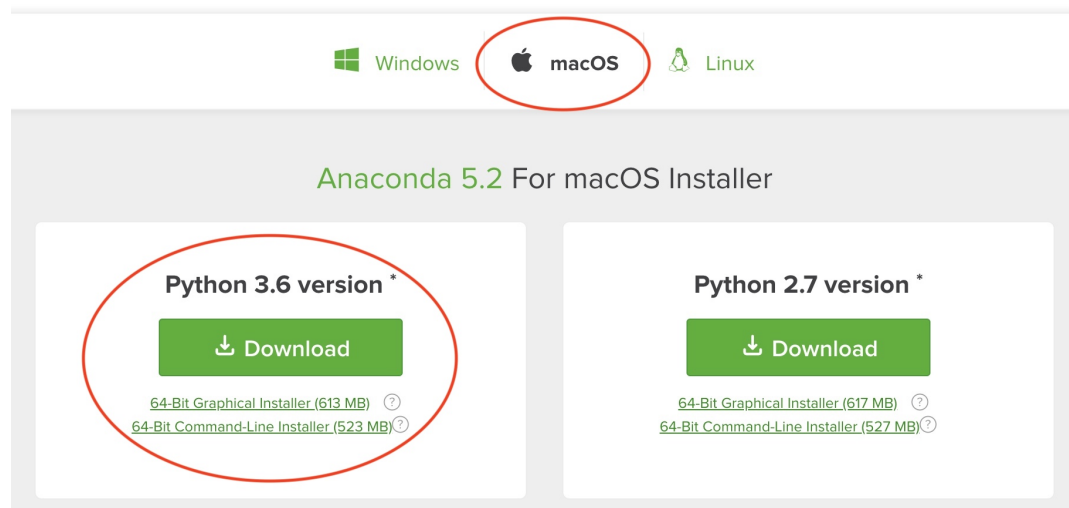 Windows macOS Linux
Anaconda 5.2 For macOS Installer
Python 3.6 version *
Download
64-Bit Graphical Installer (613 MB) ?
64-Bit Command-Line Installer (523 MB) ?
Python 2.7 version *
Download
64-Bit Graphical Installer (617 MB) ?
64-Bit Command-Line Installer (527 MB) ?